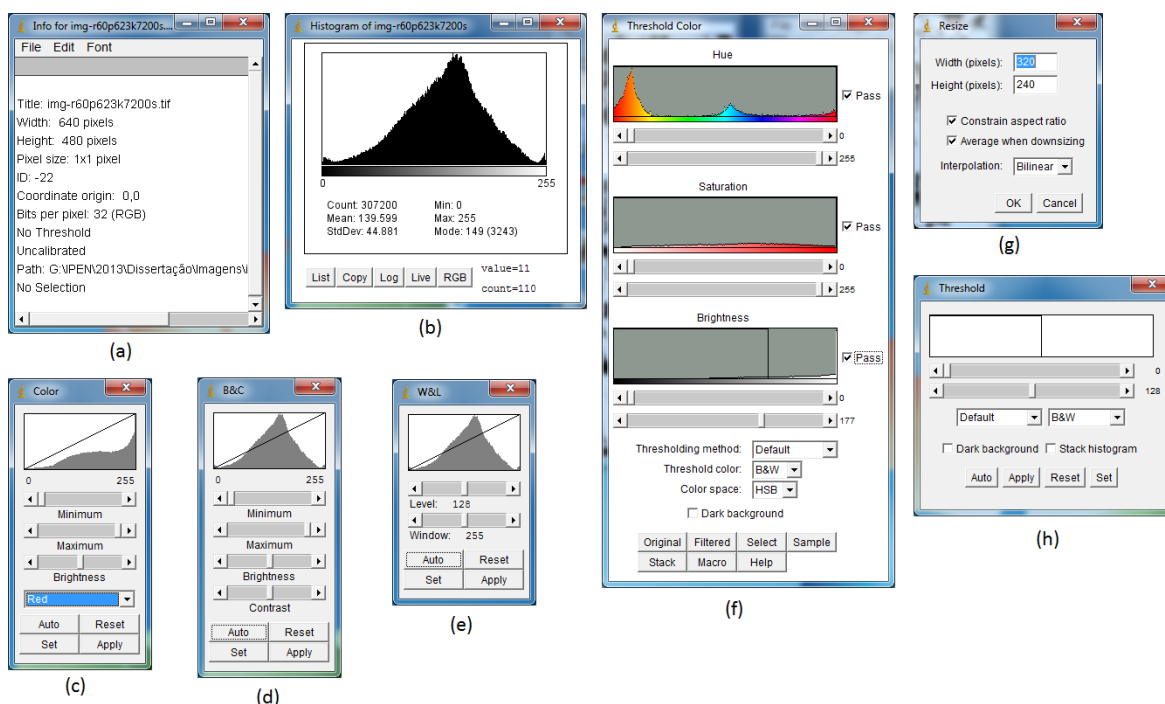 Info for img-r60p623k7200s....
File Edit Font
Title: img-r60p623k7200s.tif
Width: 640 pixels
Height: 480 pixels
Pixel size: 1x1 pixel
ID: -22
Coordinate origin: 0,0
Bits per pixel: 32 (RGB)
No Threshold
Uncalibrated
Path: G:\IPEN\2013\Dissertação\Imagens\i
No Selection
(a)
Histogram of img-r60p623k7200s
0 255
Count: 307200 Min: 0
Mean: 139.599 Max: 255
StdDev: 44.881 Mode: 149 (3243)
List Copy Log Live RGB
value=11
count=110
(b)
Color
0 255
Minimum
Maximum
Brightness
Red
Auto Reset
Set Apply
(c)
B&C
0 255
Minimum
Maximum
Brightness
Contrast
Auto Reset
Set Apply
(d)
W&L
Level: 128
Window: 255
Auto Reset
Set Apply
(e)
Threshold Color
Hue
Pass
0
255
Saturation
Pass
0
255
Brightness
Pass
0
177
Thresholding method: Default
Threshold color: B&W
Color space: HSB
Dark background
Original Filtered Select Sample
Stack Macro Help
(f)
Resize
Width (pixels): 320
Height (pixels): 240
Constrain aspect ratio
Average when downsizing
Interpolation: Bilinear
OK Cancel
(g)
Threshold
0
128
Default B&W
Dark background Stack histogram
Auto Apply Reset Set
(h)